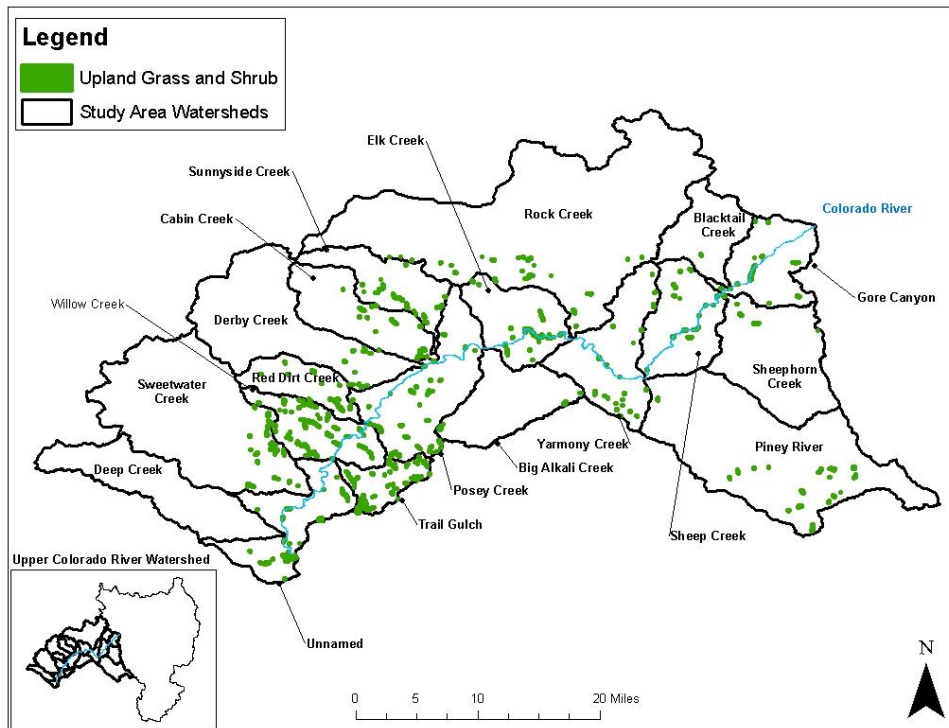 Legend
Upland Grass and Shrub
Study Area Watersheds
Elk Creek
Sunnyside Creek
Rock Creek
Cabin Creek
Blacktail
Creek
Colorado River
Willow Creek
Gore Canyon
Derby Creek
Red Dirt Creek
Sweetwater
Creek
Sheephorn
Creek
Deep Creek
Yarmony Creek
Piney River
Big Alkali Creek
Posey Creek
Trail Gulch
Sheep Creek
Upper Colorado River Watershed
Unnamed
N
0 5 10 20 Miles